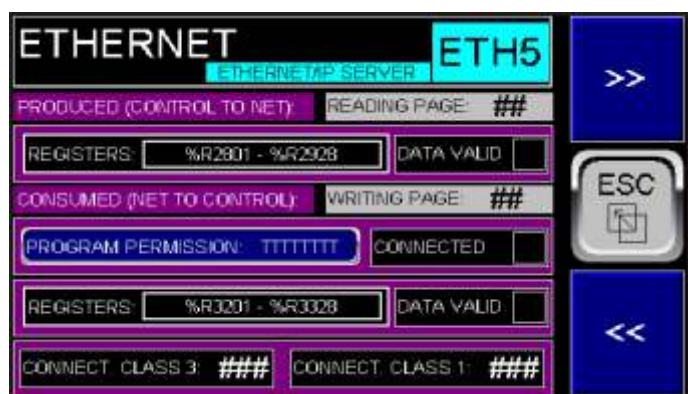 ETHERNET
ETH5
ETHERNET/IP SERVER
>>
PRODUCED (CONTROL TO NET):
READING PAGE: ##
REGISTERS: %R2801 - %R2928
DATA VALID
ESC
CONSUMED (NET TO CONTROL):
WRITING PAGE: ##
PROGRAM PERMISSION: TTTTTTTT
CONNECTED
REGISTERS: %R3201 - %R3328
DATA VALID
<<
CONNECT. CLASS 3: ###
CONNECT. CLASS 1: ###